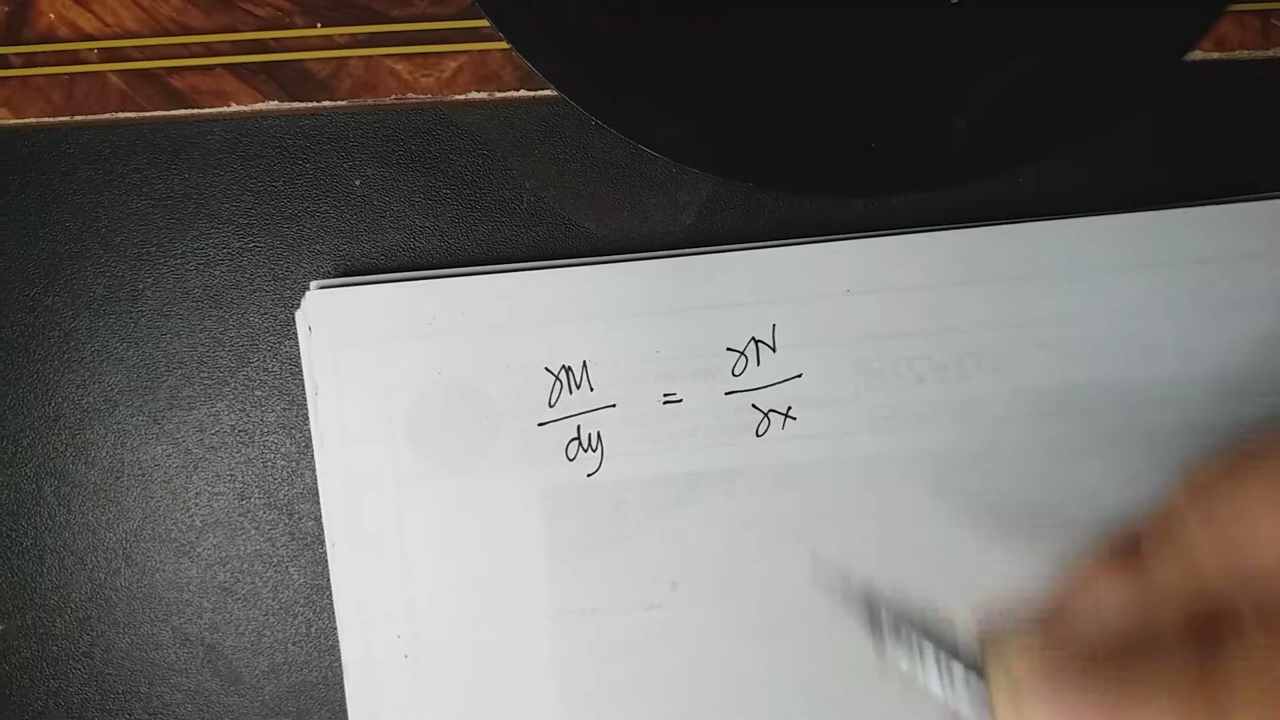 ∂M/dy = ∂N/∂x